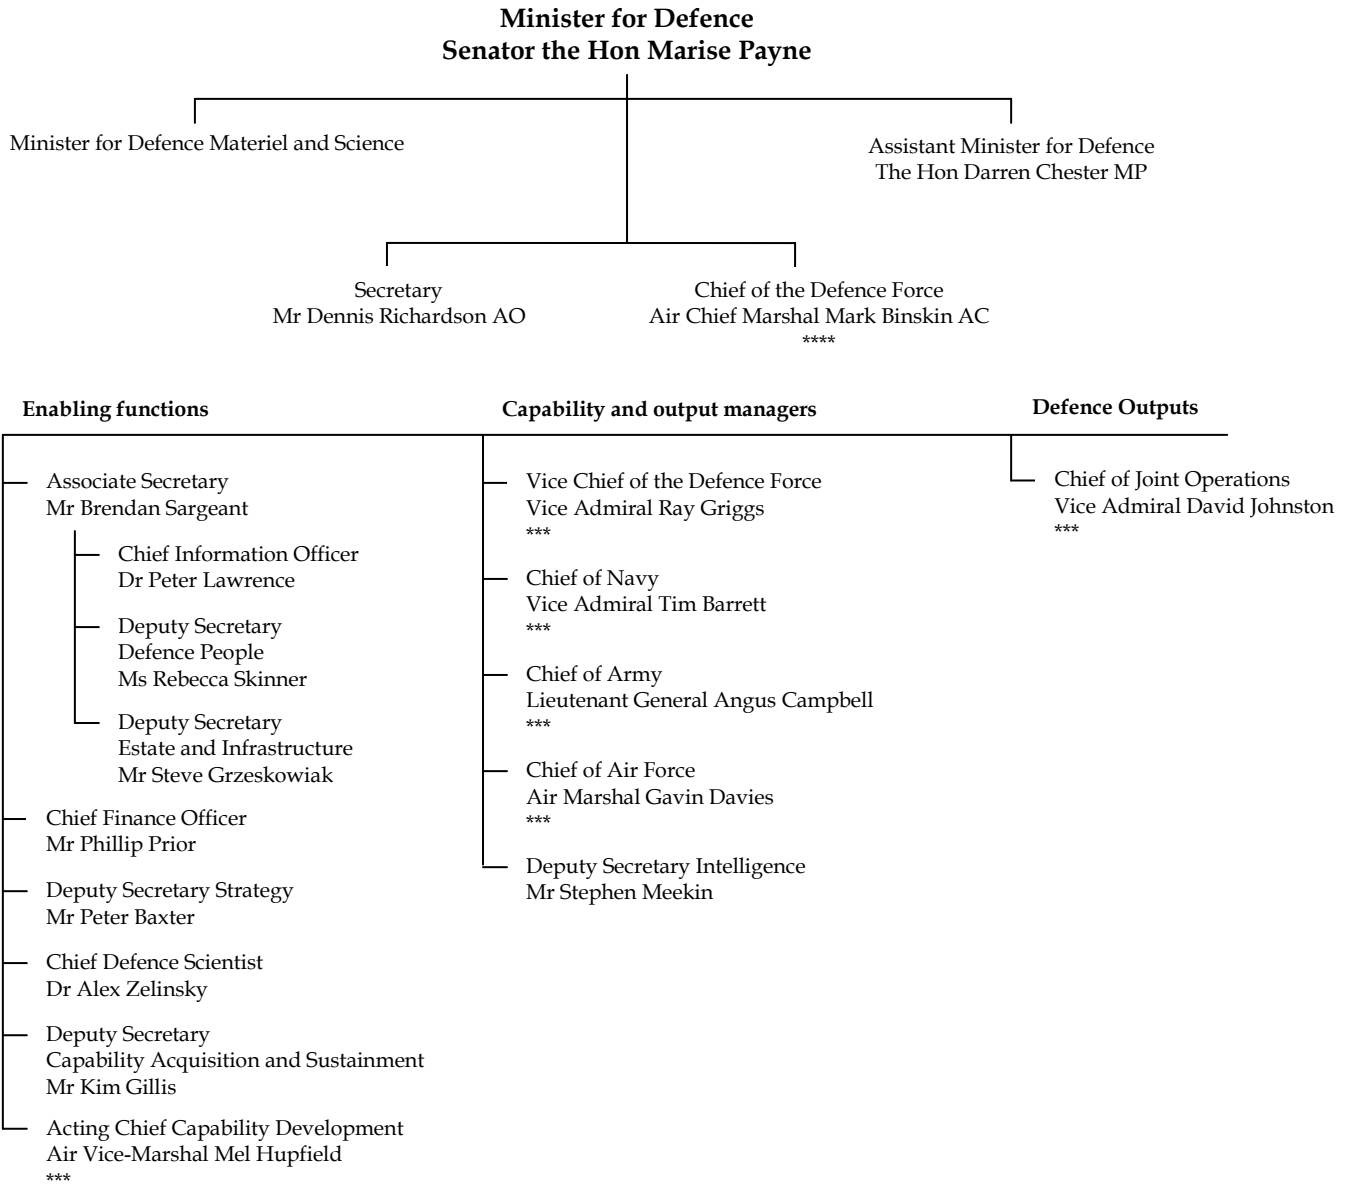 Minister for Defence
Senator the Hon Marise Payne
Minister for Defence Materiel and Science
Assistant Minister for Defence
The Hon Darren Chester MP
Secretary
Mr Dennis Richardson AO
Chief of the Defence Force
Air Chief Marshal Mark Binskin AC
****
Enabling functions
Associate Secretary
Mr Brendan Sargeant
Chief Information Officer
Dr Peter Lawrence
Deputy Secretary
Defence People
Ms Rebecca Skinner
Deputy Secretary
Estate and Infrastructure
Mr Steve Grzeskowiak
Chief Finance Officer
Mr Phillip Prior
Deputy Secretary Strategy
Mr Peter Baxter
Chief Defence Scientist
Dr Alex Zelinsky
Deputy Secretary
Capability Acquisition and Sustainment
Mr Kim Gillis
Acting Chief Capability Development
Air Vice-Marshal Mel Hupfield
***
Capability and output managers
Vice Chief of the Defence Force
Vice Admiral Ray Griggs
***
Chief of Navy
Vice Admiral Tim Barrett
***
Chief of Army
Lieutenant General Angus Campbell
***
Chief of Air Force
Air Marshal Gavin Davies
***
Deputy Secretary Intelligence
Mr Stephen Meekin
Defence Outputs
Chief of Joint Operations
Vice Admiral David Johnston
***